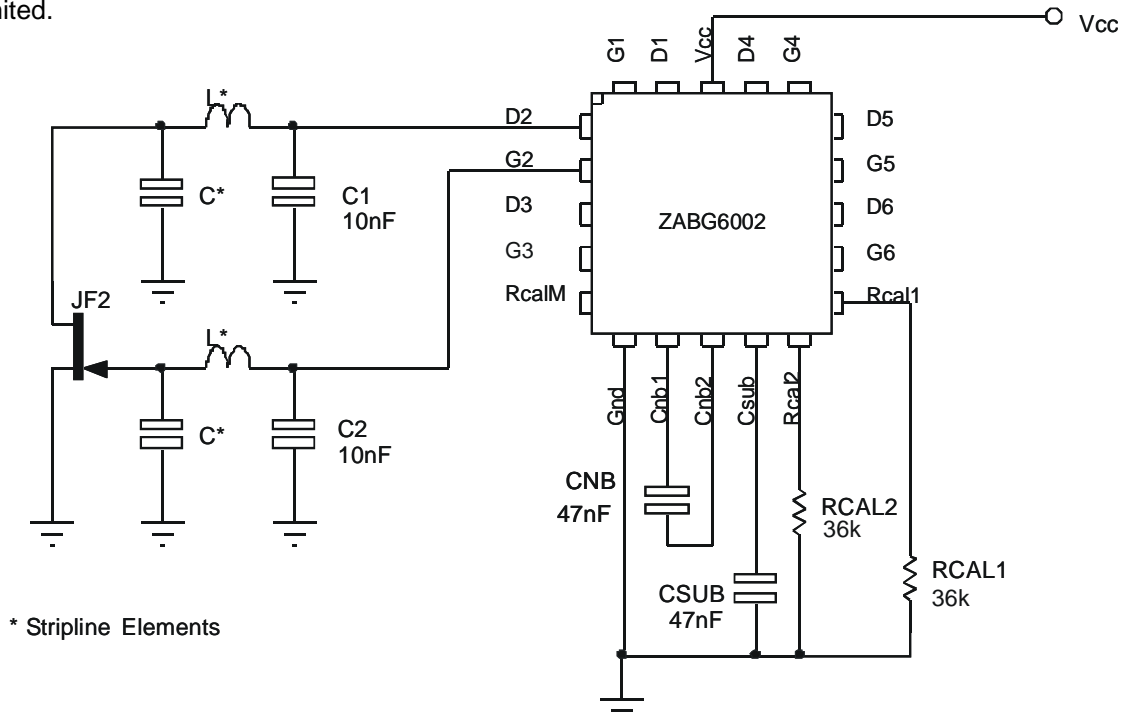 nited.
Vcc
G1
D1
Vcc
D4
G4
L*
D2
D5
G2
G5
C*
C1
10nF
D3
D6
ZABG6002
G3
G6
RcalM
Rcal1
JF2
L*
Gnd
Cnb1
Cnb2
Csub
Rcal2
C*
C2
10nF
CNB
47nF
RCAL2
36k
RCAL1
36k
CSUB
47nF
* Stripline Elements